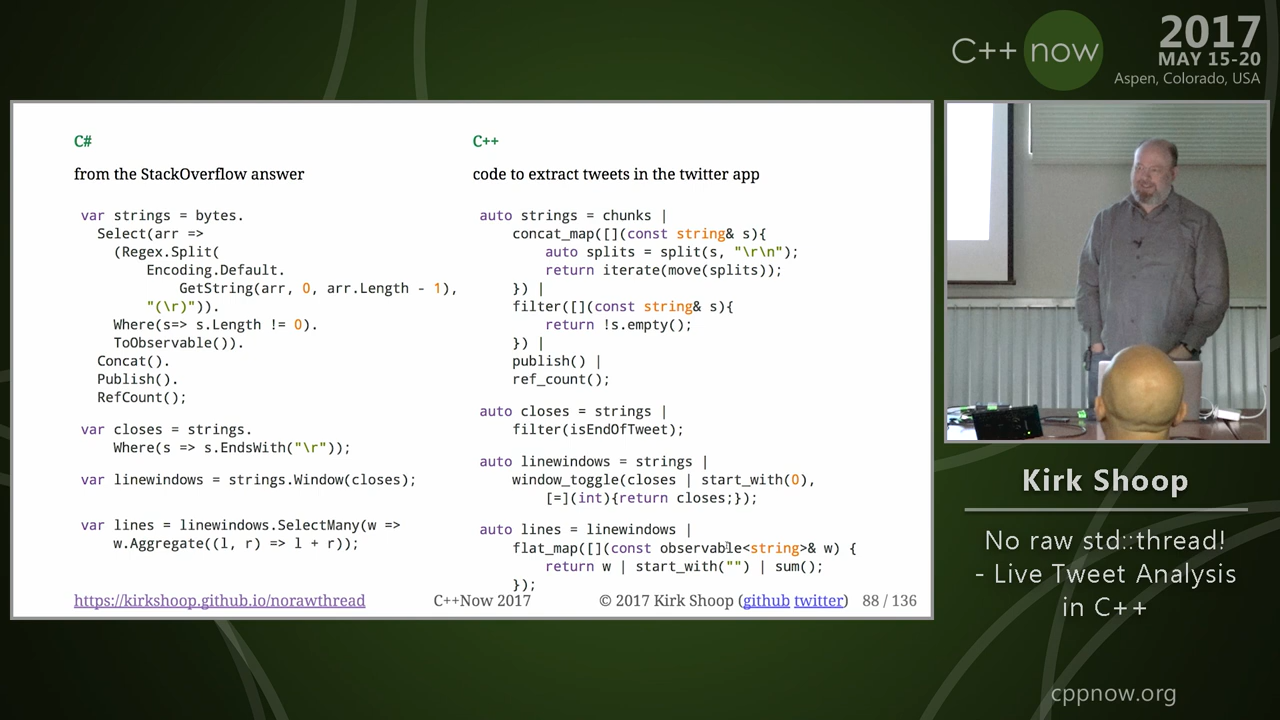 C++ now
2017
MAY 15-20
Aspen, Colorado, USA
C#
from the StackOverflow answer
var strings = bytes.
Select(arr =>
(Regex.Split(
Encoding.Default.
GetString(arr, 0, arr.Length - 1),
"(\r)")).
Where(s=> s.Length != 0).
ToObservable()).
Concat().
Publish().
RefCount();
var closes = strings.
Where(s => s.EndsWith("\r"));
var linewindows = strings.Window(closes);
var lines = linewindows.SelectMany(w =>
w.Aggregate((l, r) => l + r));
C++
code to extract tweets in the twitter app
auto strings = chunks |
concat_map([](const string& s){
auto splits = split(s, "\r\n");
return iterate(move(splits));
}) |
filter([](const string& s){
return !s.empty();
}) |
publish() |
ref_count();
auto closes = strings |
filter(isEndOfTweet);
auto linewindows = strings |
window_toggle(closes | start_with(0),
[=](int){return closes;});
auto lines = linewindows |
flat_map([](const observable<string>& w) {
return w | start_with("") | sum();
});
https://kirkshoop.github.io/norawthread
C++Now 2017
© 2017 Kirk Shoop (github twitter)
88 / 136
Kirk Shoop
No raw std::thread!
- Live Tweet Analysis
in C++
cppnow.org